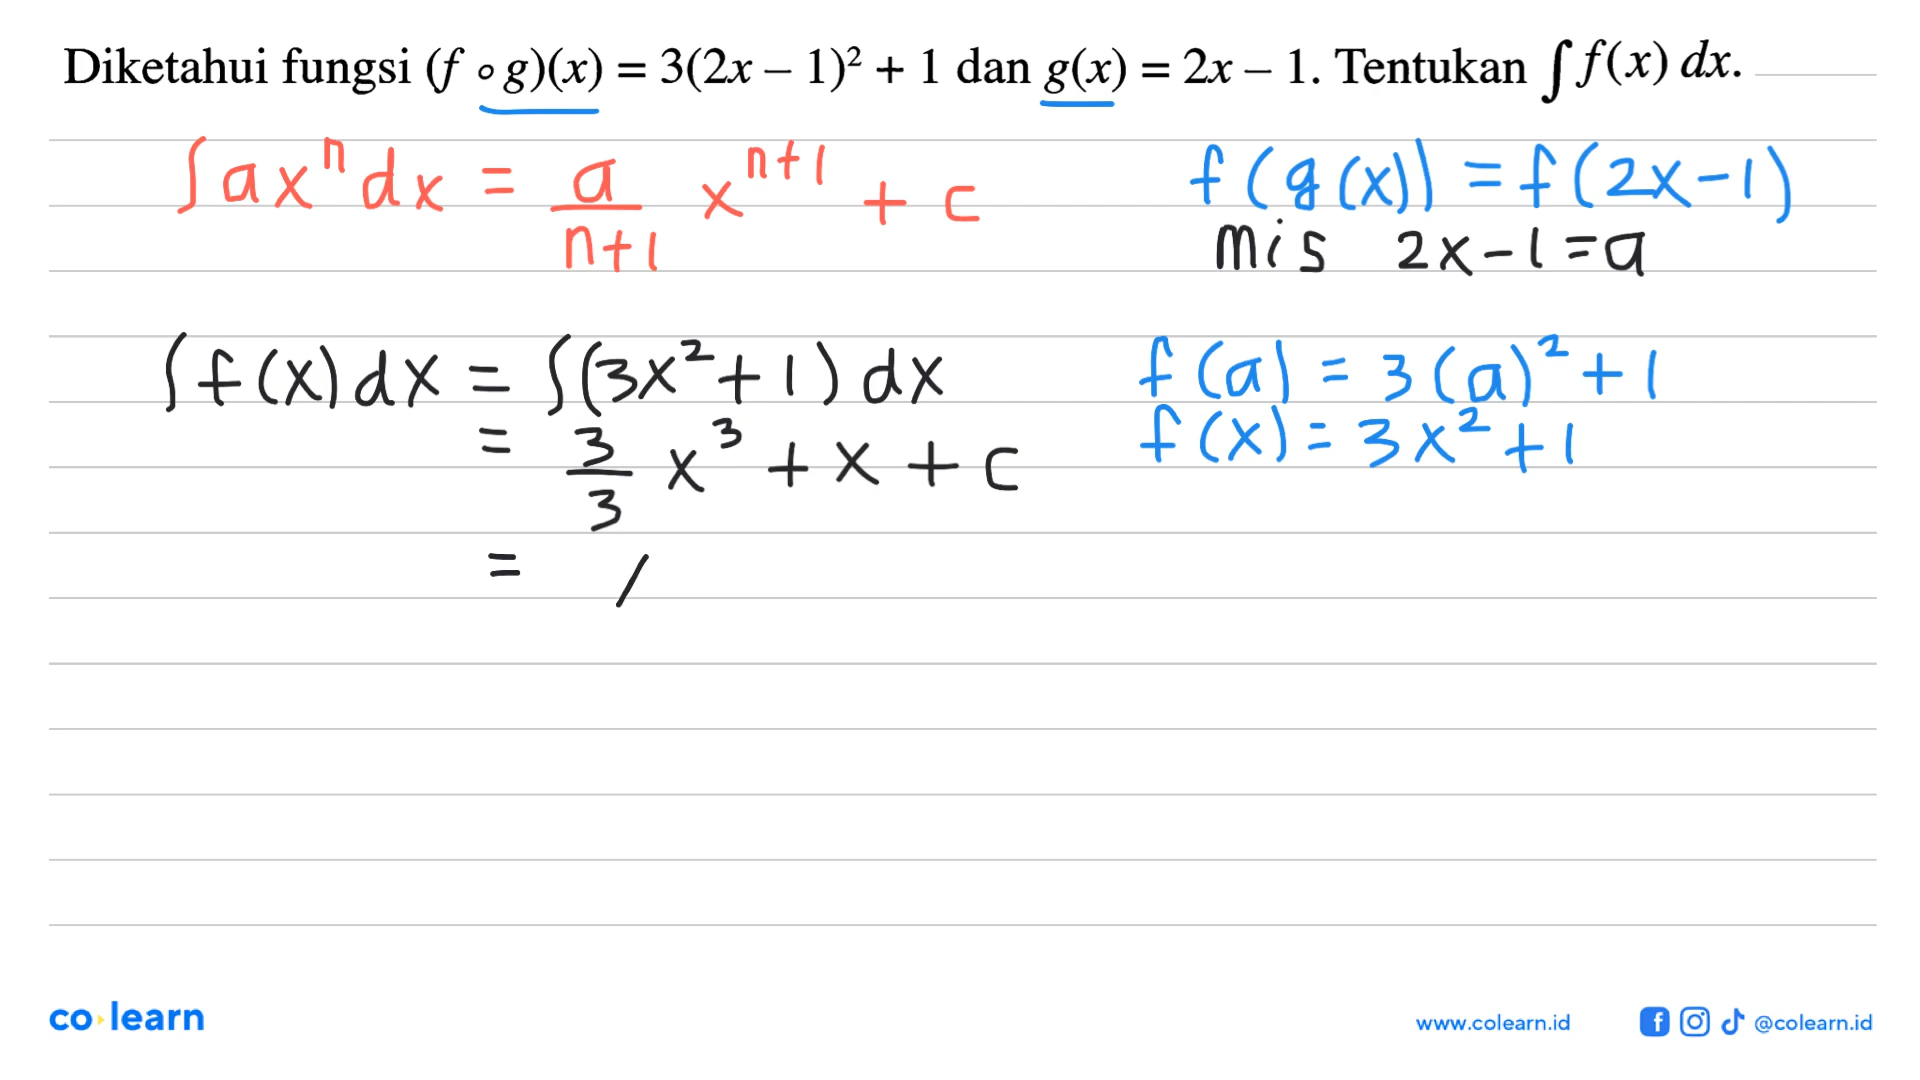 Diketahui fungsi (f ∘ g)(x) = 3(2x – 1)² + 1 dan g(x) = 2x – 1. Tentukan ∫ f(x) dx.
∫ax^n dx = a/(n+1) x^(n+1) + c
f(g(x)) = f(2x-1)
mis 2x-1 = a
∫f(x)dx = ∫(3x²+1)dx
= 3/3 x³ + x + c
=
f(a) = 3(a)² + 1
f(x) = 3x² + 1
co learn
www.colearn.id
@colearn.id